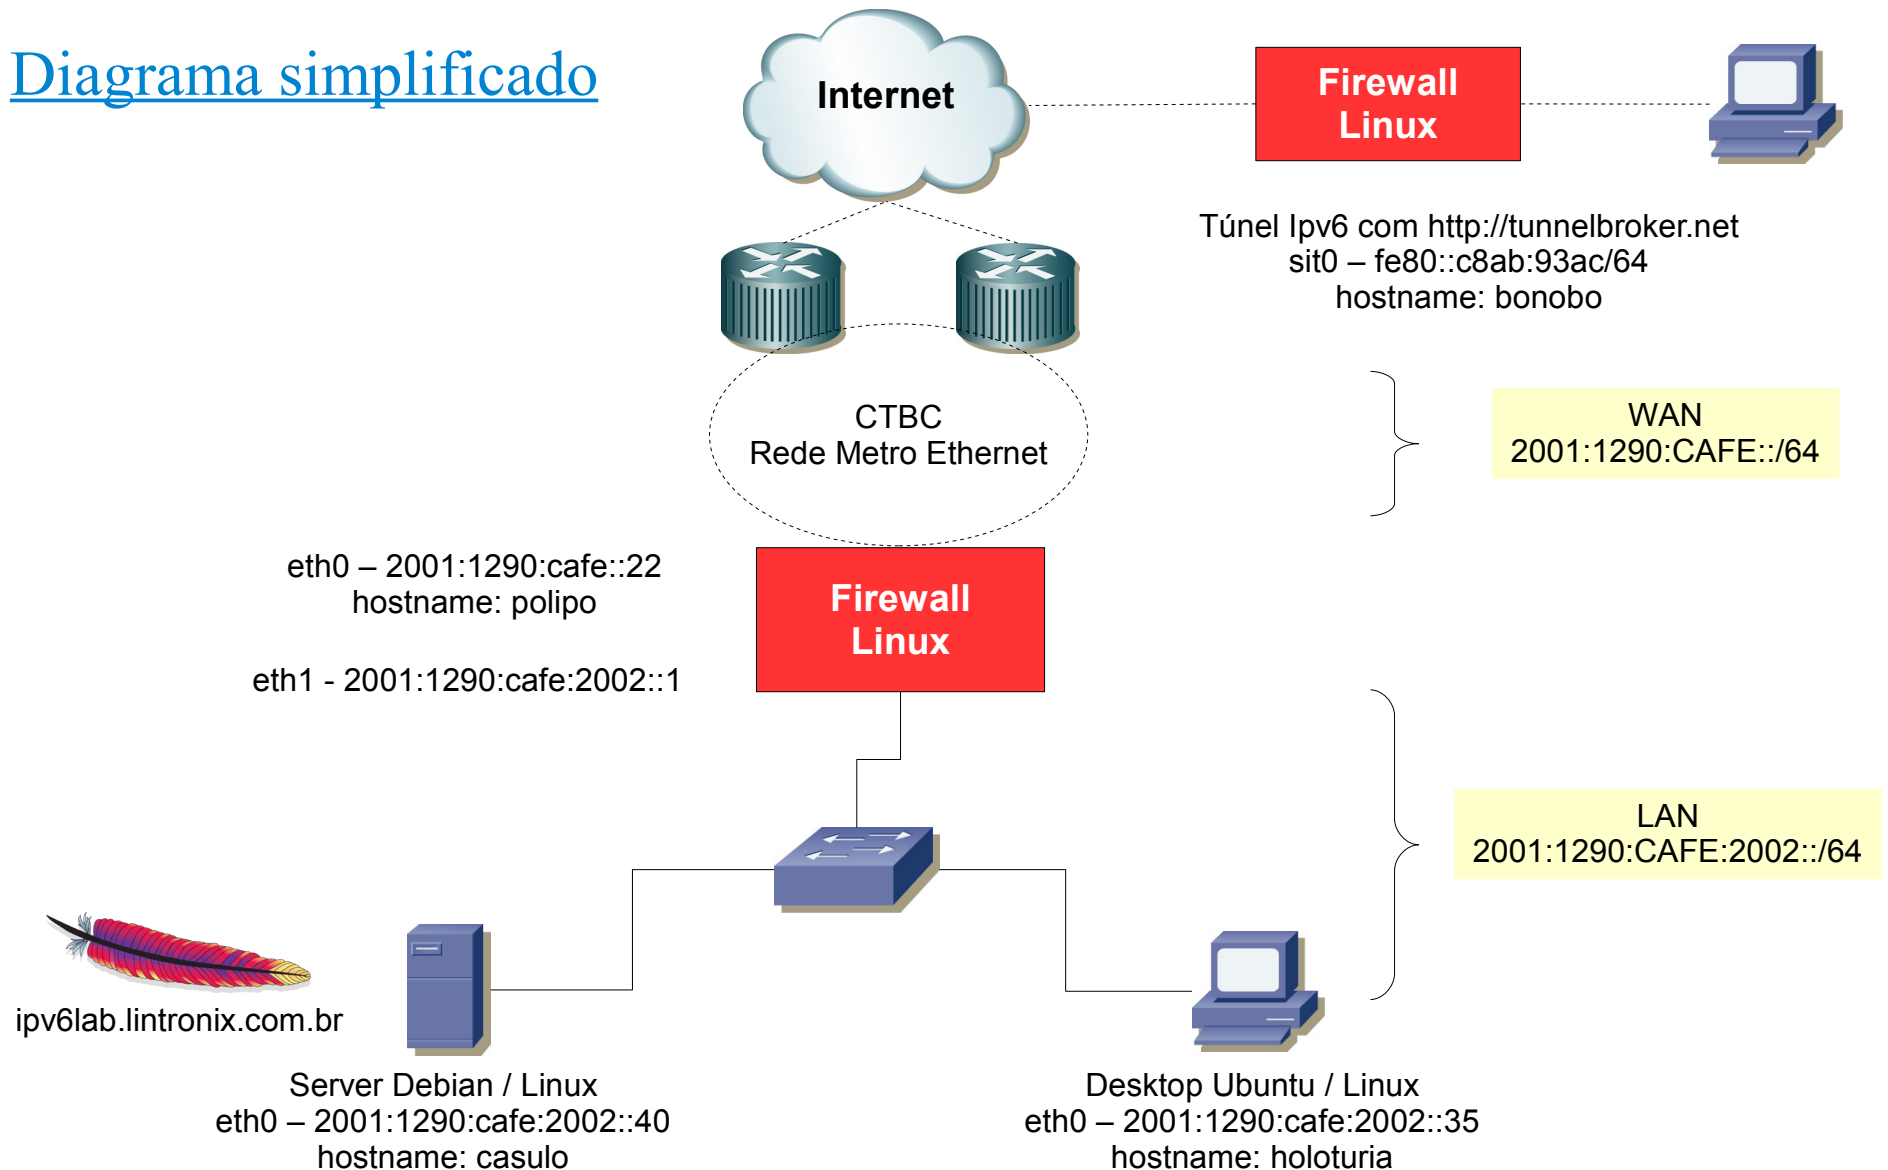 Diagrama simplificado
Internet
Firewall
Linux
Túnel Ipv6 com http://tunnelbroker.net
sit0 – fe80::c8ab:93ac/64
hostname: bonobo
CTBC
Rede Metro Ethernet
WAN
2001:1290:CAFE::/64
eth0 – 2001:1290:cafe::22
hostname: polipo
eth1 - 2001:1290:cafe:2002::1
Firewall
Linux
LAN
2001:1290:CAFE:2002::/64
ipv6lab.lintronix.com.br
Server Debian / Linux
eth0 – 2001:1290:cafe:2002::40
hostname: casulo
Desktop Ubuntu / Linux
eth0 – 2001:1290:cafe:2002::35
hostname: holoturia